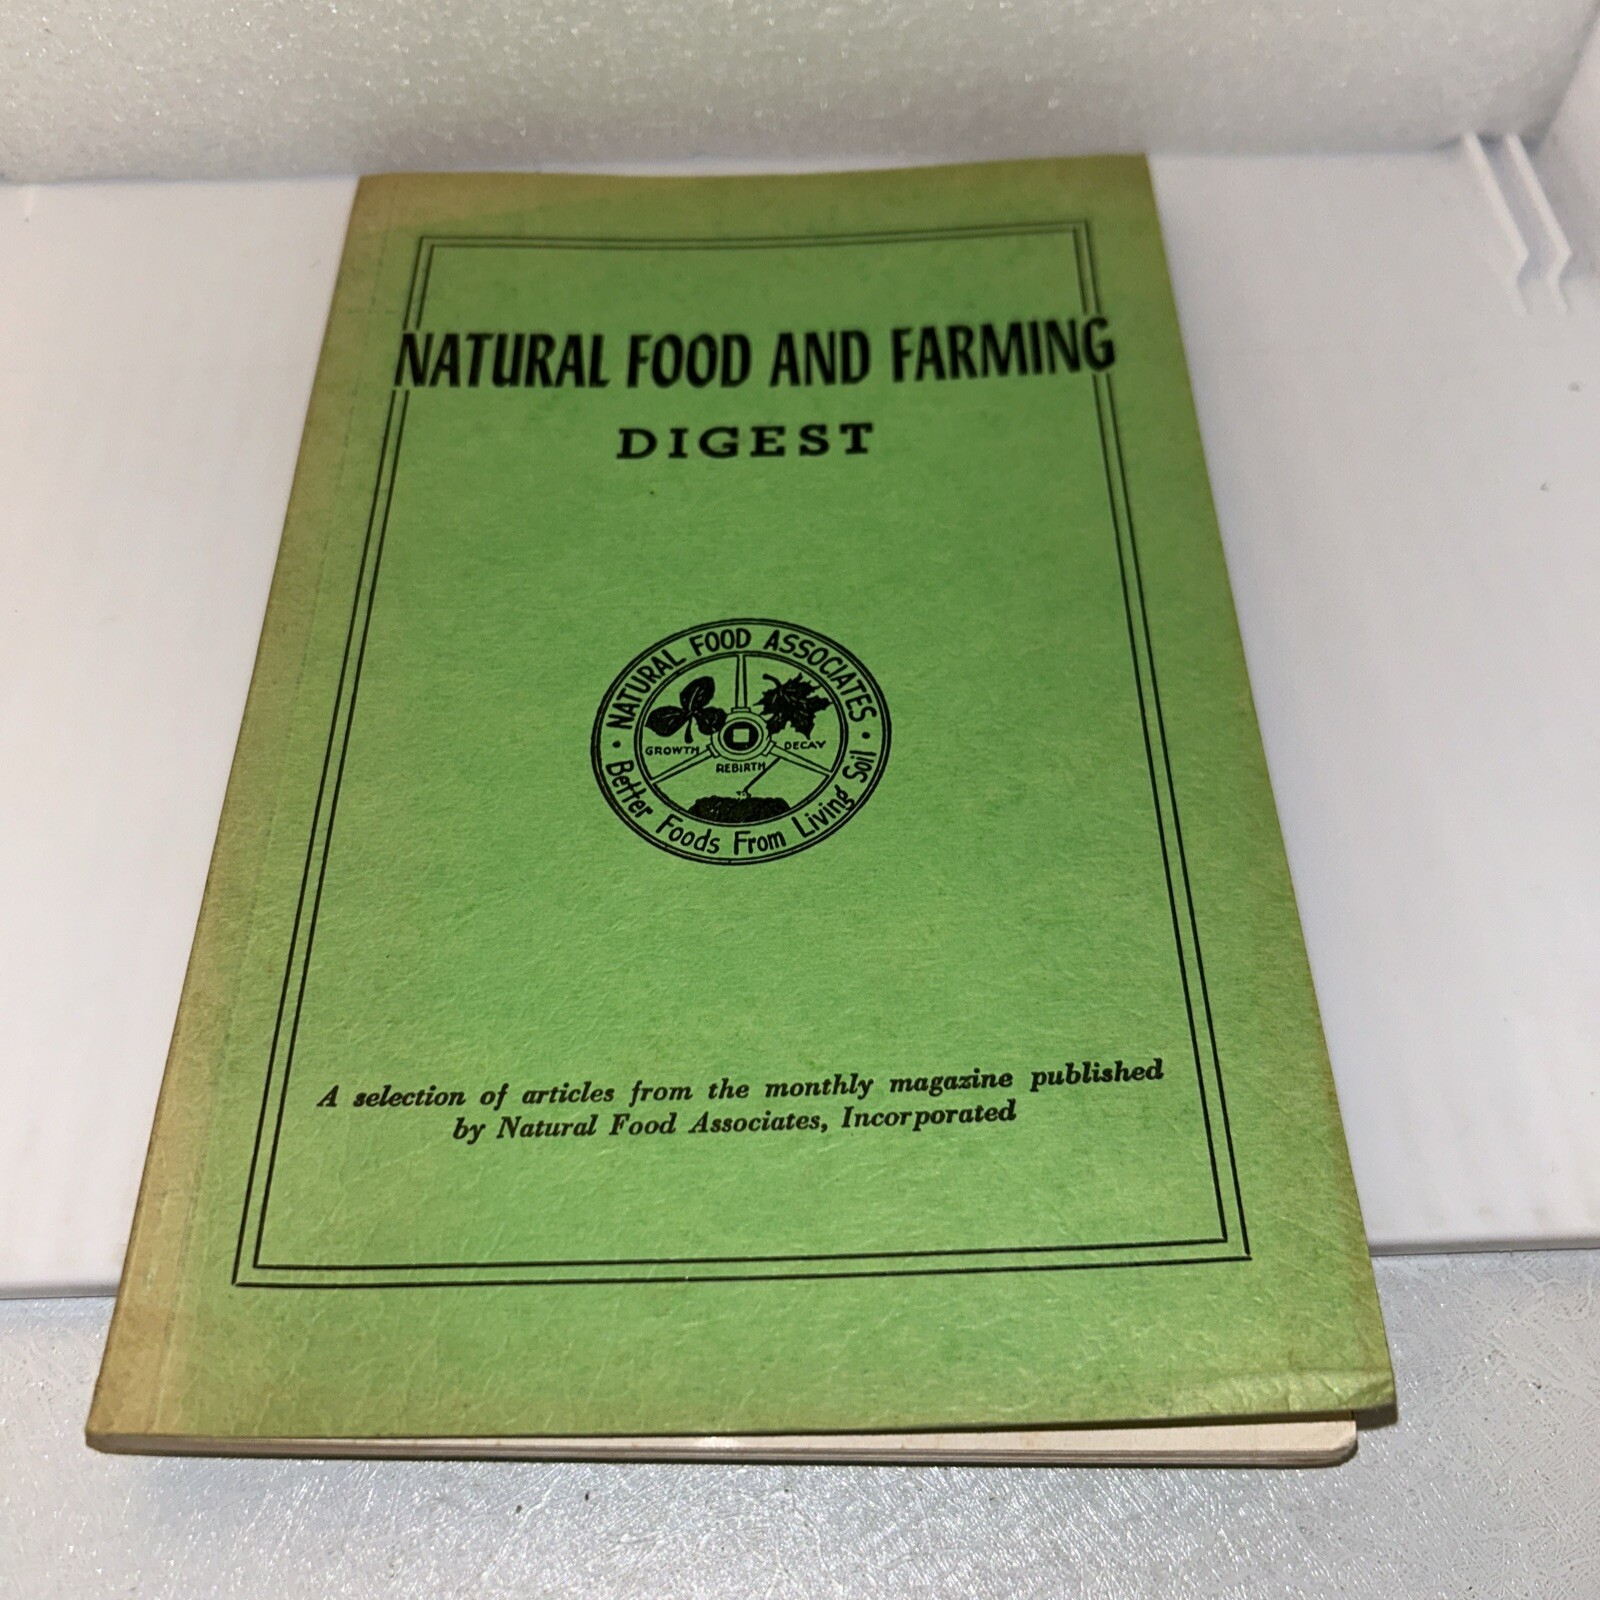 NATURAL FOOD AND FARMING
DIGEST
· NATURAL FOOD ASSOCIATES ·
GROWTH
DECAY
REBIRTH
Better Foods From Living Soil
A selection of articles from the monthly magazine published
by Natural Food Associates, Incorporated